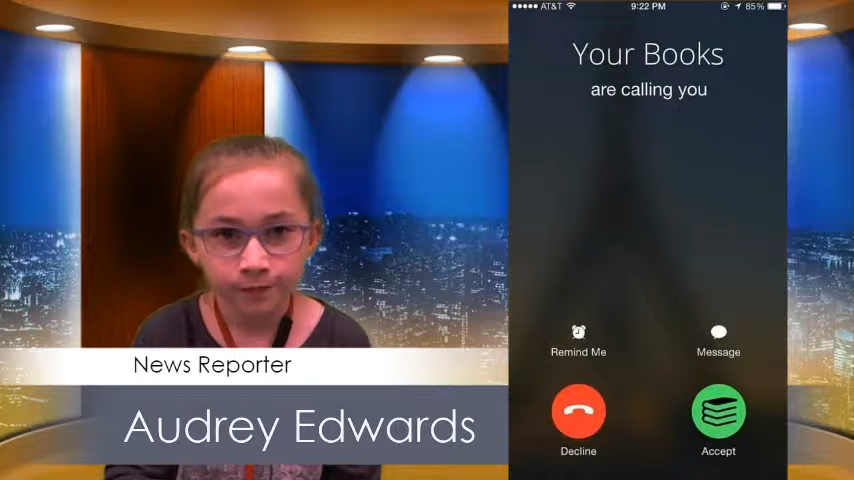 News Reporter
Audrey Edwards
AT&T 9:22 PM 85%
Your Books
are calling you
Remind Me Message
Decline Accept